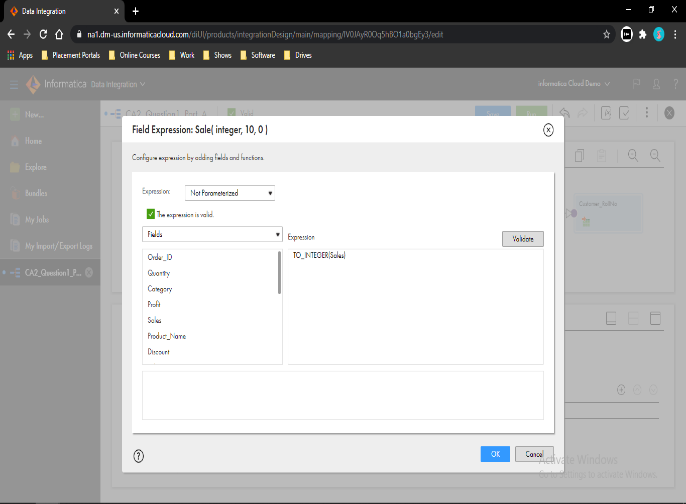 Data Integration
na1.dm-us.informaticacloud.com/diUI/products/integrationDesign/main/mapping/IV0JAyR0Oq5hBO1a0bgEy3/edit
Apps Placement Portals Online Courses Work Shows Software Drives
Informatica Data Integration
Informatica Cloud Demo
New...
Home
Explore
Bundles
My Jobs
My Import/Export Logs
CA2_Question1_P...
CA2_Question1_Part_A
Valid
Field Expression: Sale( integer, 10, 0 )
Configure expression by adding fields and functions.
Expression: Not Parameterized
The expression is valid.
Fields
Expression
Validate
Order_ID
Quantity
Category
Profit
Sales
Product_Name
Discount
TO_INTEGER(Sales)
OK
Cancel
Activate Windows
Go to Settings to activate Windows.